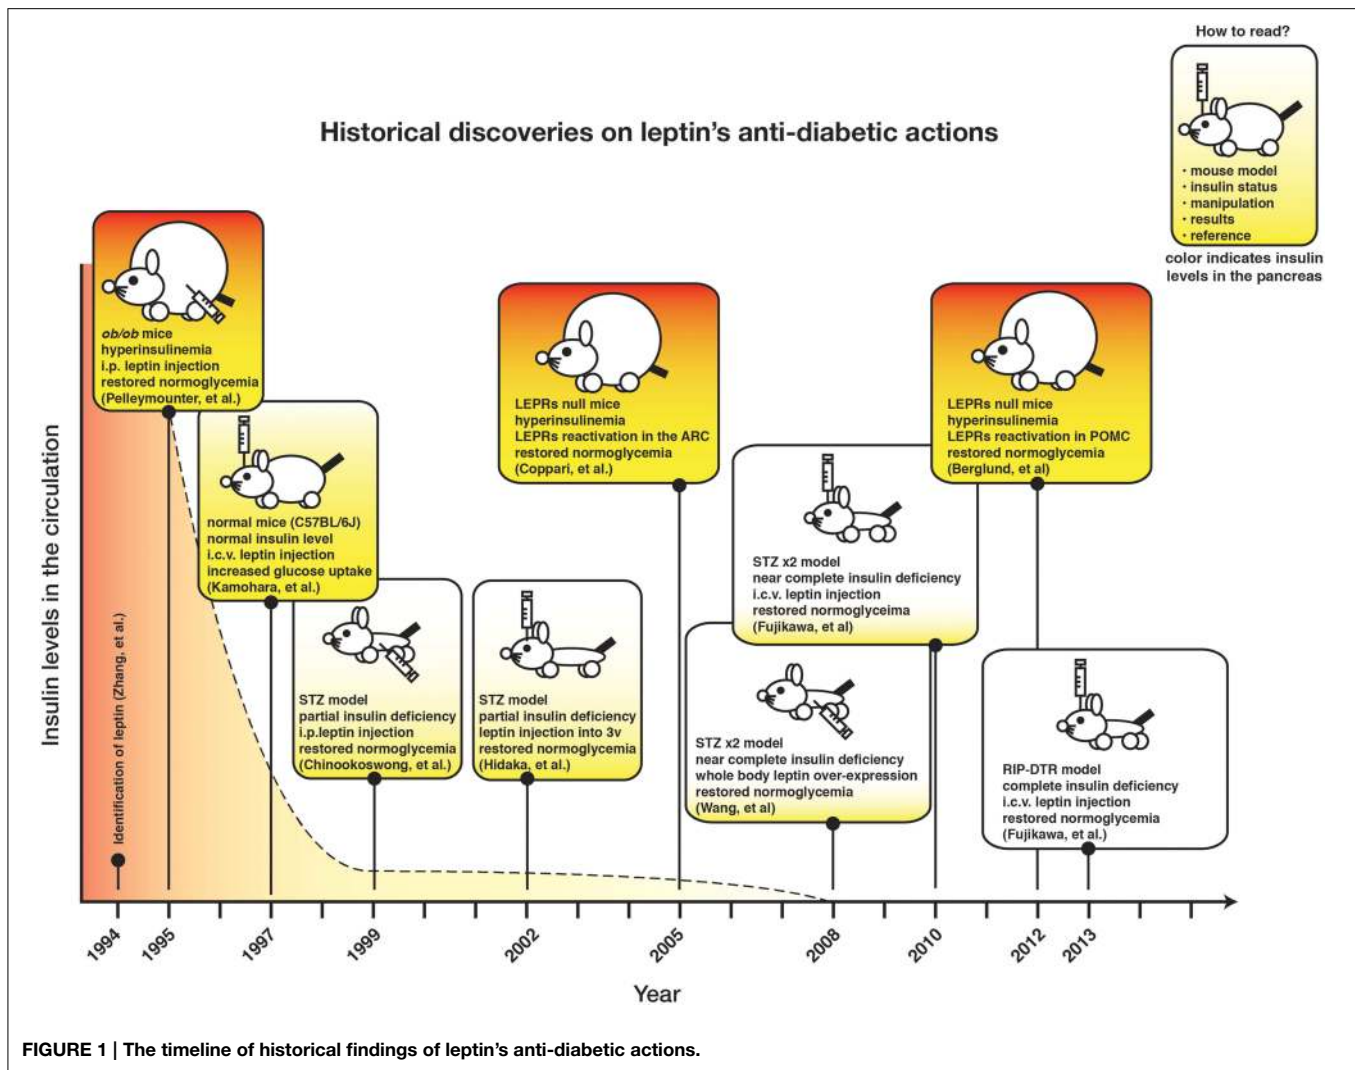 How to read?
· mouse model
· insulin status
· manipulation
· results
· reference
color indicates insulin
levels in the pancreas
Historical discoveries on leptin's anti-diabetic actions
Insulin levels in the circulation
Identification of leptin (Zhang, et al.)
ob/ob mice
hyperinsulinemia
i.p. leptin injection
restored normoglycemia
(Pelleymounter, et al.)
normal mice (C57BL/6J)
normal insulin level
i.c.v. leptin injection
increased glucose uptake
(Kamohara, et al.)
STZ model
partial insulin deficiency
i.p.leptin injection
restored normoglycemia
(Chinookoswong, et al.)
STZ model
partial insulin deficiency
leptin injection into 3v
restored normoglycemia
(Hidaka, et al.)
LEPRs null mice
hyperinsulinemia
LEPRs reactivation in the ARC
restored normoglycemia
(Coppari, et al.)
STZ x2 model
near complete insulin deficiency
whole body leptin over-expression
restored normoglycemia
(Wang, et al)
STZ x2 model
near complete insulin deficiency
i.c.v. leptin injection
restored normoglyceima
(Fujikawa, et al)
LEPRs null mice
hyperinsulinemia
LEPRs reactivation in POMC
restored normoglycemia
(Berglund, et al)
RIP-DTR model
complete insulin deficiency
i.c.v. leptin injection
restored normoglycemia
(Fujikawa, et al.)
1994
1995
1997
1999
2002
2005
2008
2010
2012
2013
Year
FIGURE 1 | The timeline of historical findings of leptin's anti-diabetic actions.